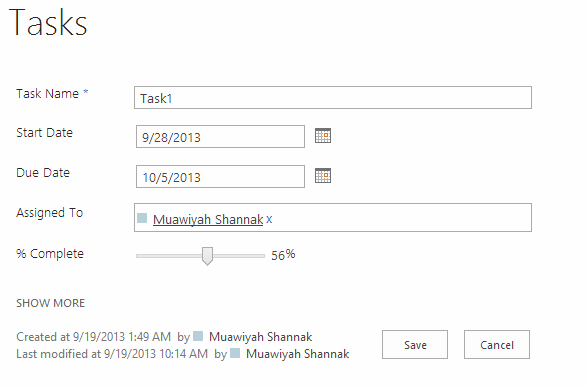 Tasks
Task Name * Task1
Start Date 9/28/2013
Due Date 10/5/2013
Assigned To Muawiyah Shannak x
% Complete 56%
SHOW MORE
Created at 9/19/2013 1:49 AM by Muawiyah Shannak
Last modified at 9/19/2013 10:14 AM by Muawiyah Shannak
Save Cancel